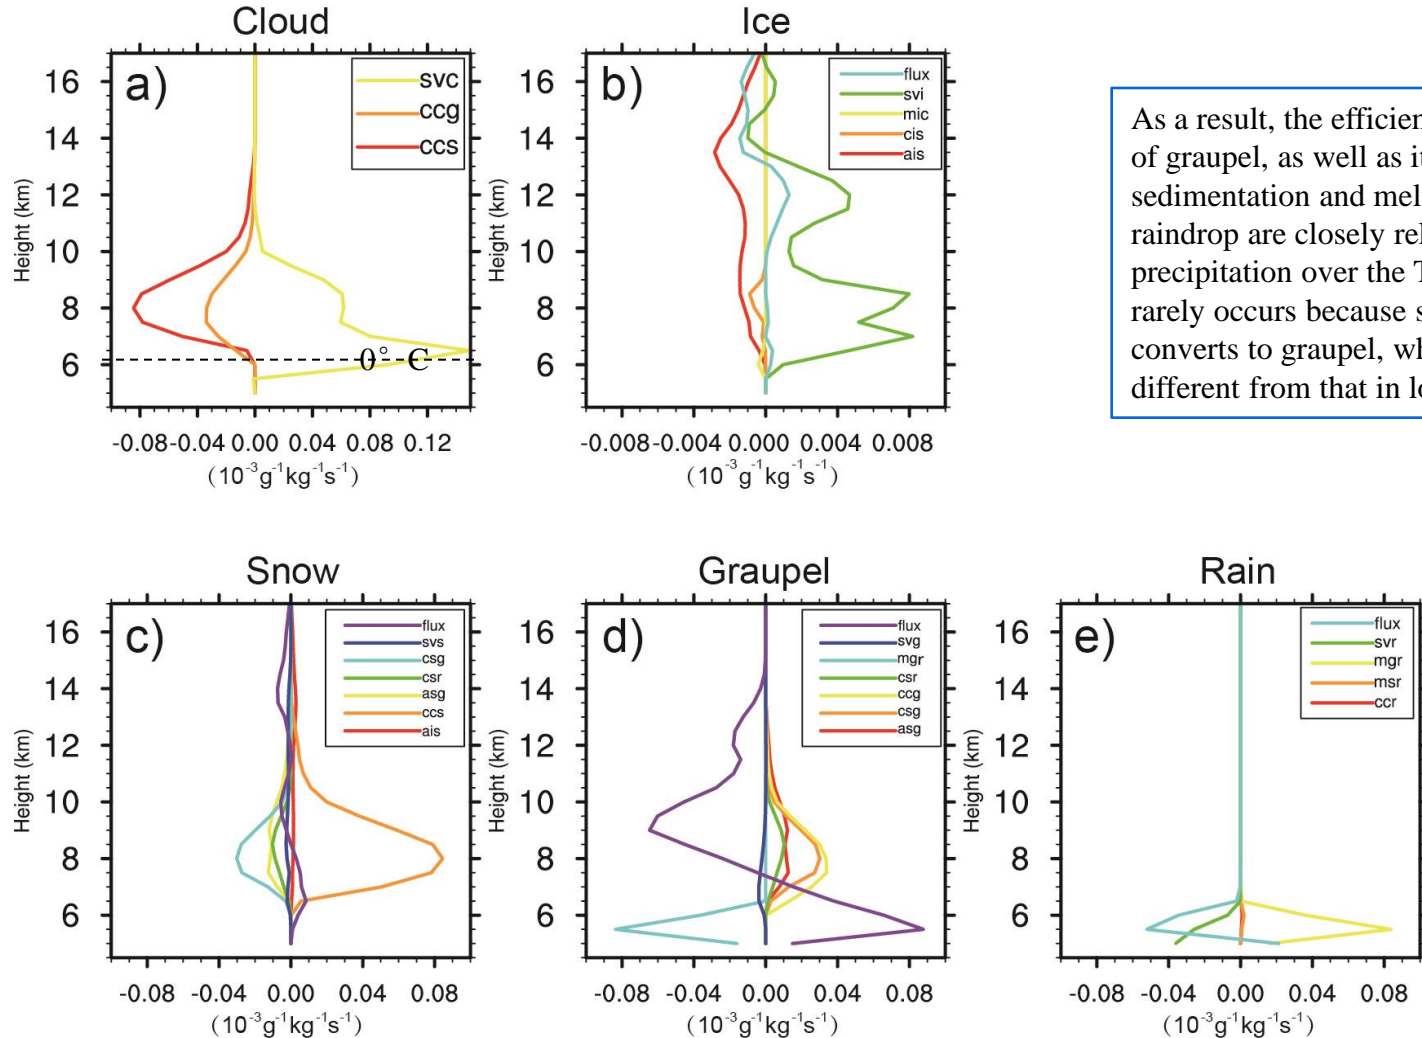 Cloud
Ice
a)
svc
ccg
ccs
16
14
12
10
8
6
Height (km)
0° C
-0.08 -0.04 0.00 0.04 0.08 0.12
(10⁻³g⁻¹kg⁻¹s⁻¹)
b)
flux
svi
mic
cis
ais
16
14
12
10
8
6
Height (km)
-0.008 0.000 0.004 0.008
(10⁻³g⁻¹kg⁻¹s⁻¹)
As a result, the efficien
of graupel, as well as it
sedimentation and mel
raindrop are closely rel
precipitation over the T
rarely occurs because s
converts to graupel, wh
different from that in lo
Snow
Graupel
Rain
c)
flux
svs
csg
csr
asg
ccs
ais
16
14
12
10
8
6
Height (km)
-0.08 -0.04 0.00 0.04 0.08
(10⁻³g⁻¹kg⁻¹s⁻¹)
d)
flux
svg
mgr
csr
ccg
csg
asg
16
14
12
10
8
6
Height (km)
-0.08 -0.04 0.00 0.04 0.08
(10⁻³g⁻¹kg⁻¹s⁻¹)
e)
flux
svr
mgr
msr
ccr
16
14
12
10
8
6
Height (km)
-0.08 -0.04 0.00 0.04 0.08
(10⁻³g⁻¹kg⁻¹s⁻¹)